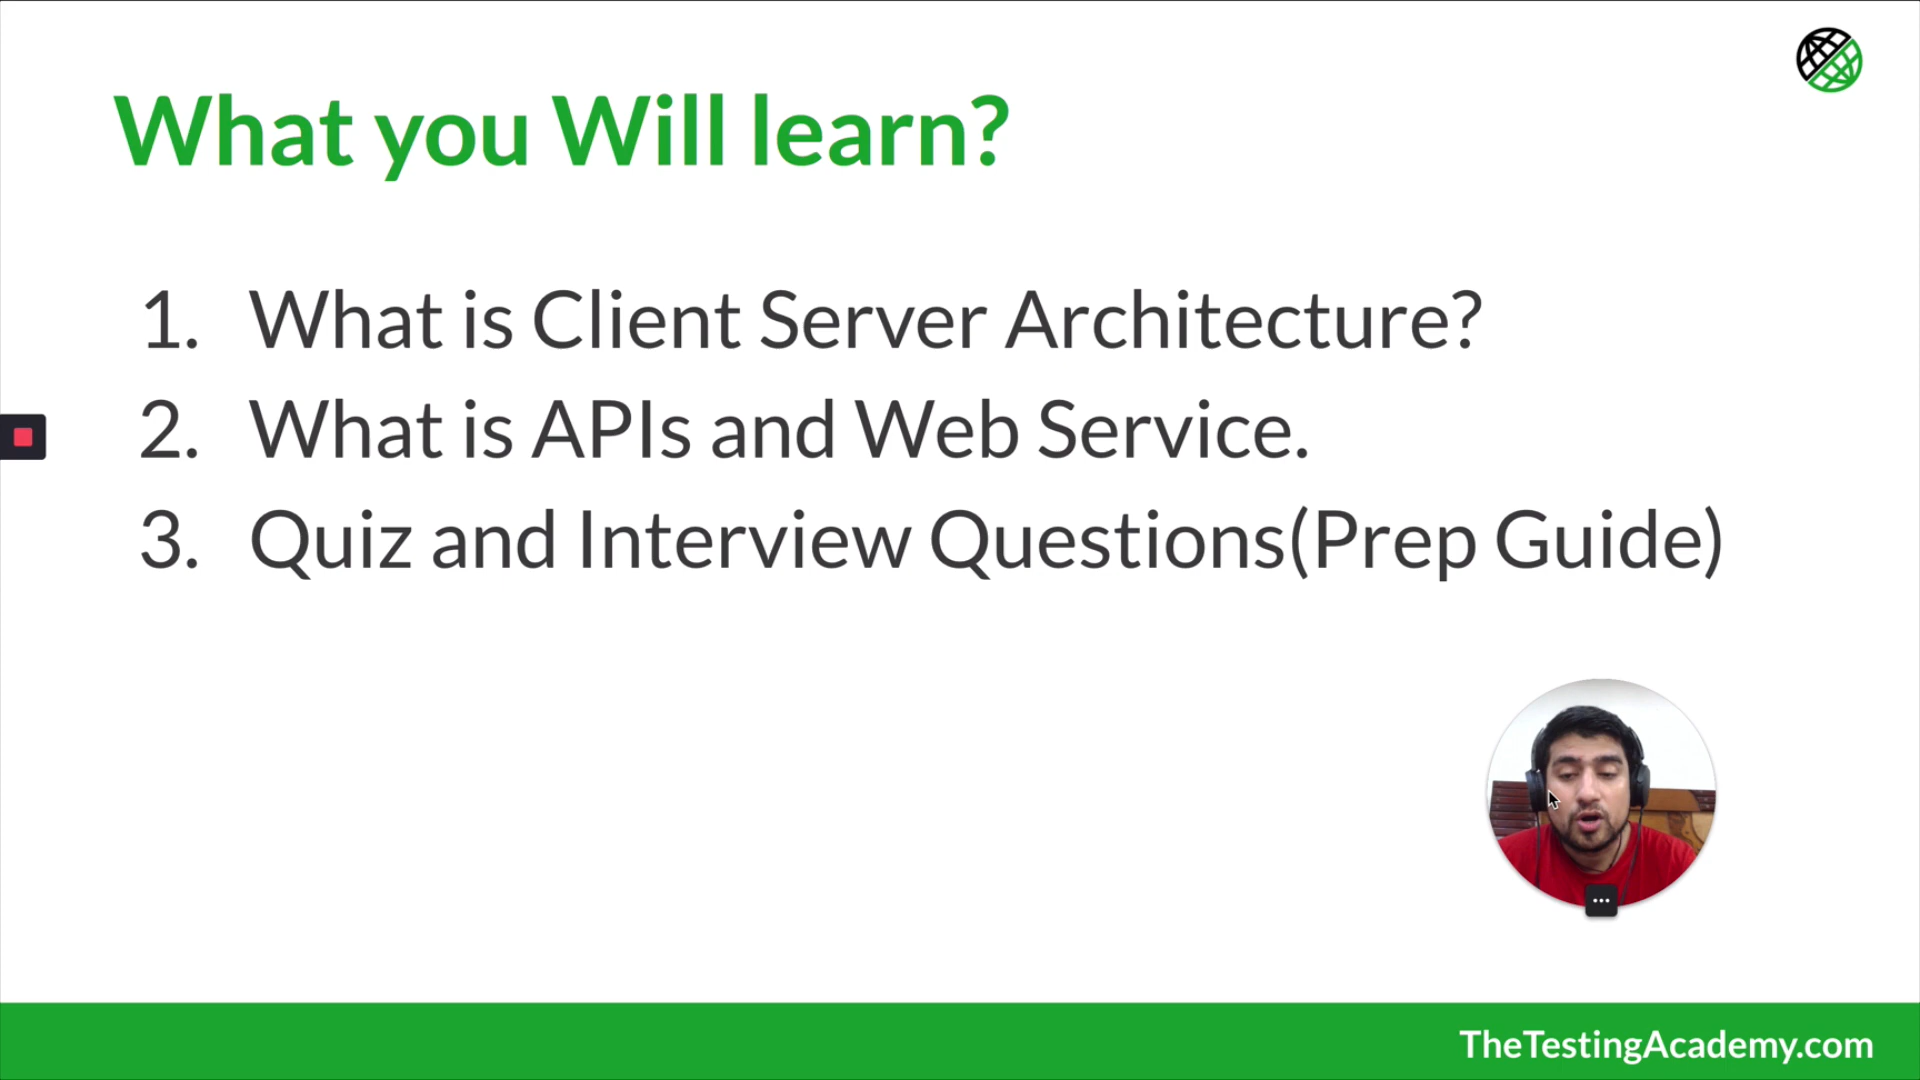 What you Will learn?
1. What is Client Server Architecture?
2. What is APIs and Web Service.
3. Quiz and Interview Questions(Prep Guide)
TheTestingAcademy.com